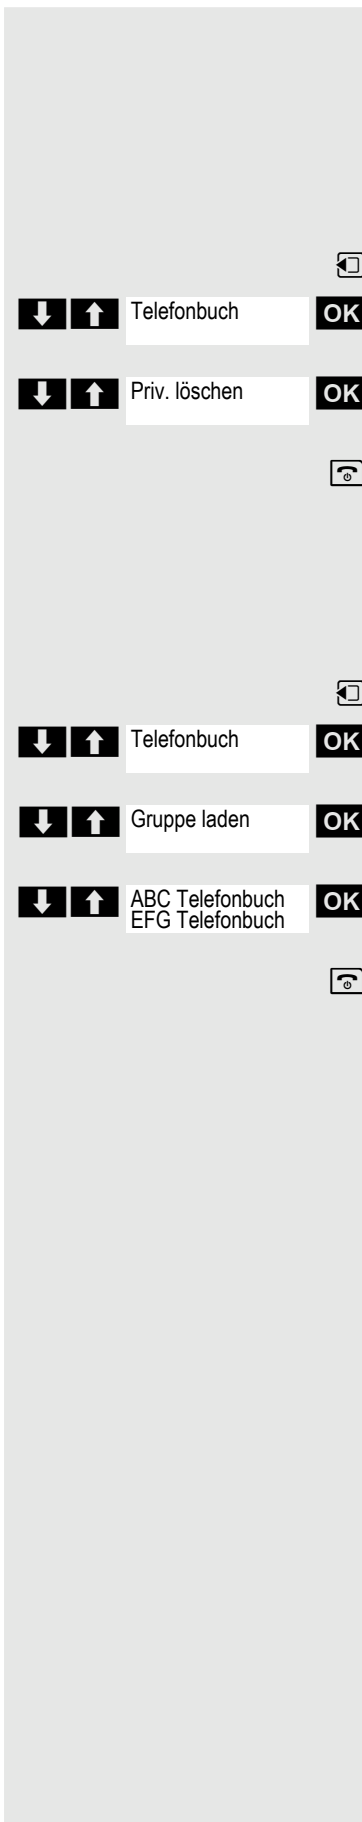 Telefonbuch OK
Priv. löschen OK
Telefonbuch OK
Gruppe laden OK
ABC Telefonbuch OK
EFG Telefonbuch